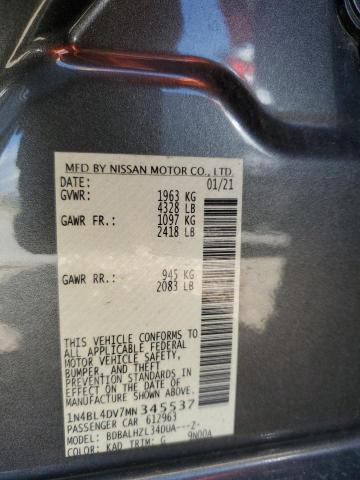 MFD BY NISSAN MOTOR CO., LTD.
DATE: 01/21
GVWR: 1963 KG
4328 LB
GAWR FR.: 1097 KG
2418 LB
GAWR RR.: 945 KG
2083 LB
THIS VEHICLE CONFORMS TO
ALL APPLICABLE FEDERAL
MOTOR VEHICLE SAFETY,
BUMPER, AND THEFT
PREVENTION STANDARDS IN
EFFECT ON THE DATE OF
MANUFACTURE SHOWN ABOVE.
1N4BL4DV7MN345537
PASSENGER CAR 612963
MODEL: BDBALHZL34DUA---Z-
COLOR: KAD TRIM: G 9N00A